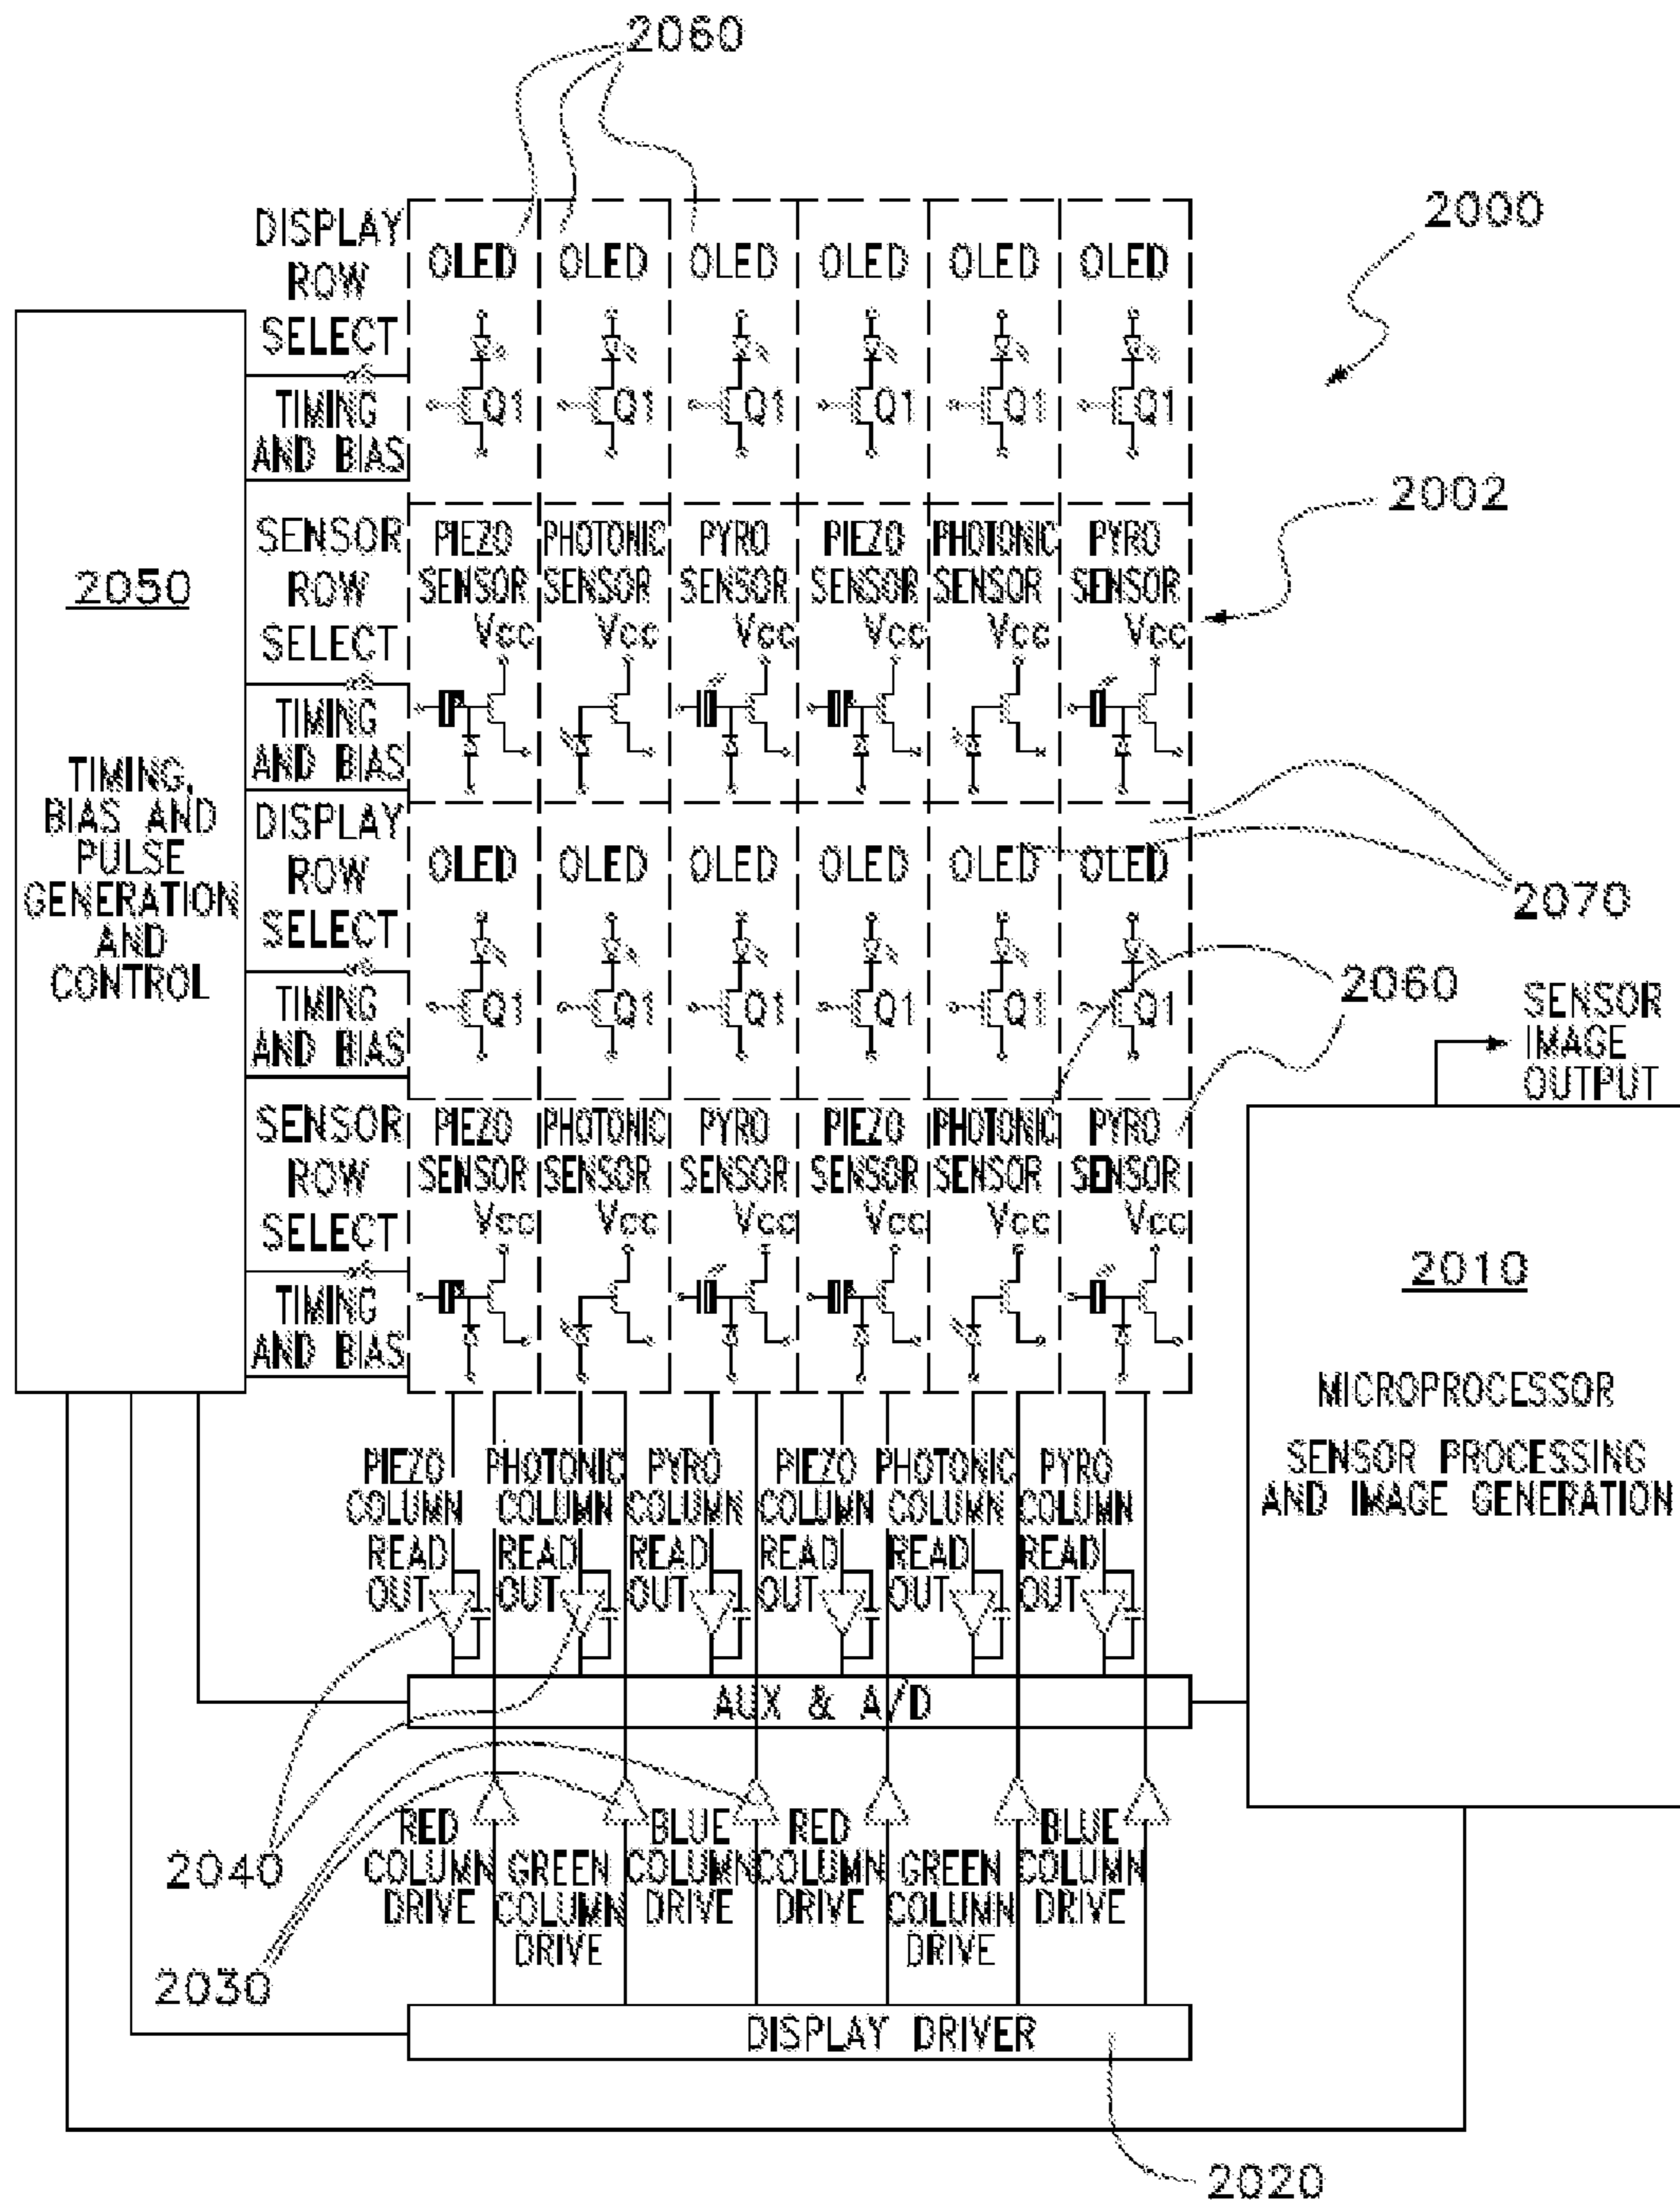 2060
2000
DISPLAY
ROW
SELECT
OLED OLED OLED OLED OLED OLED
TIMING
AND BIAS
Q1 Q1 Q1 Q1 Q1 Q1
2002
SENSOR
ROW
SELECT
PIEZO PHOTONIC PYRO PIEZO PHOTONIC PYRO
SENSOR SENSOR SENSOR SENSOR SENSOR SENSOR
Vcc Vcc Vcc Vcc Vcc Vcc
TIMING
AND BIAS
2050
TIMING,
BIAS AND
PULSE
GENERATION
AND
CONTROL
DISPLAY
ROW
SELECT
OLED OLED OLED OLED OLED OLED
2070
TIMING
AND BIAS
Q1 Q1 Q1 Q1 Q1 Q1
2060
SENSOR
IMAGE
OUTPUT
SENSOR
ROW
SELECT
PIEZO PHOTONIC PYRO PIEZO PHOTONIC PYRO
SENSOR SENSOR SENSOR SENSOR SENSOR SENSOR
Vcc Vcc Vcc Vcc Vcc Vcc
TIMING
AND BIAS
2010
MICROPROCESSOR
SENSOR PROCESSING
AND IMAGE GENERATION
PIEZO PHOTONIC PYRO PIEZO PHOTONIC PYRO
COLUMN COLUMN COLUMN COLUMN COLUMN COLUMN
READ READ READ READ READ READ
OUT OUT OUT OUT OUT OUT
AUX & A/D
2040
2030
RED
COLUMN
DRIVE
GREEN
COLUMN
DRIVE
BLUE
COLUMN
DRIVE
RED
COLUMN
DRIVE
GREEN
COLUMN
DRIVE
BLUE
COLUMN
DRIVE
DISPLAY DRIVER
2020